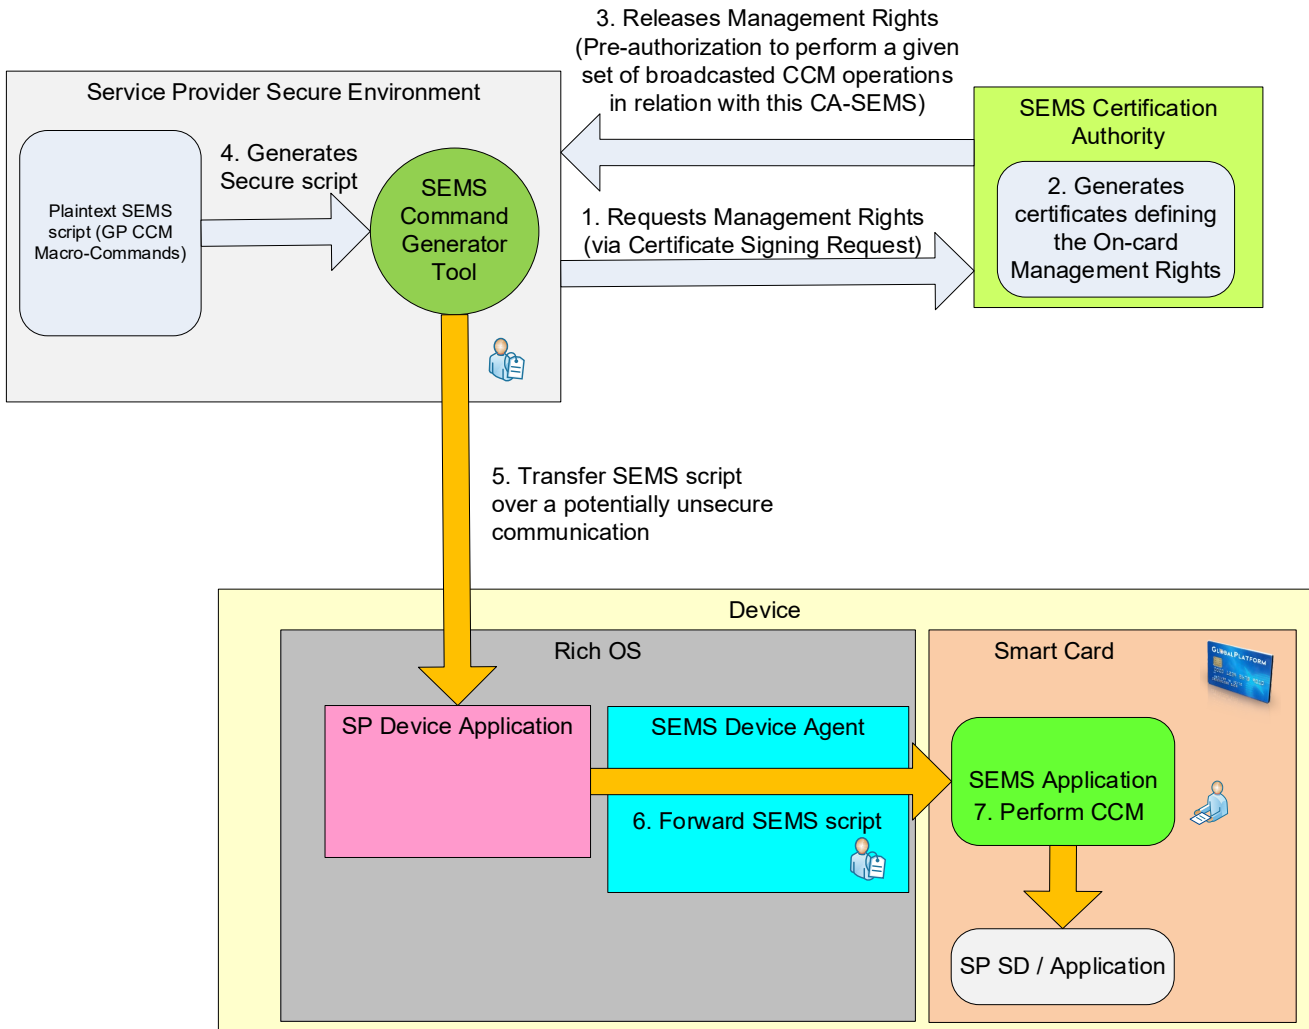 3. Releases Management Rights
(Pre-authorization to perform a given
set of broadcasted CCM operations
in relation with this CA-SEMS)
Service Provider Secure Environment
SEMS Certification
Authority
4. Generates
Secure script
Plaintext SEMS
script (GP CCM
Macro-Commands)
SEMS
Command
Generator
Tool
1. Requests Management Rights
(via Certificate Signing Request)
2. Generates
certificates defining
the On-card
Management Rights
5. Transfer SEMS script
over a potentially unsecure
communication
Device
Rich OS
Smart Card
GLOBALPLATFORM
SP Device Application
SEMS Device Agent
6. Forward SEMS script
SEMS Application
7. Perform CCM
SP SD / Application